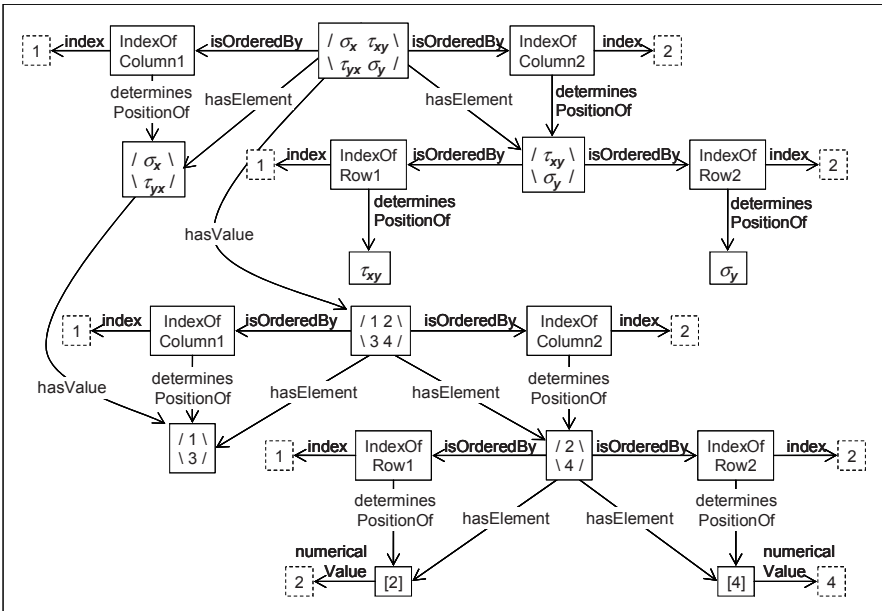 1 index IndexOf Column1 isOrderedBy / σx τxy \ isOrderedBy IndexOf Column2 index 2
\ τyx σy /
determines PositionOf hasElement hasElement determines PositionOf
/ σx \
\ τyx /
1 index IndexOf Row1 isOrderedBy / τxy \ isOrderedBy IndexOf Row2 index 2
\ σy /
hasValue determines PositionOf determines PositionOf
τxy σy
1 index IndexOf Column1 isOrderedBy / 1 2 \ isOrderedBy IndexOf Column2 index 2
\ 3 4 /
hasValue determines PositionOf hasElement hasElement determines PositionOf
/ 1 \
\ 3 /
1 index IndexOf Row1 isOrderedBy / 2 \ isOrderedBy IndexOf Row2 index 2
\ 4 /
determines PositionOf hasElement hasElement determines PositionOf
2 numerical Value [2] [4] numerical Value 4